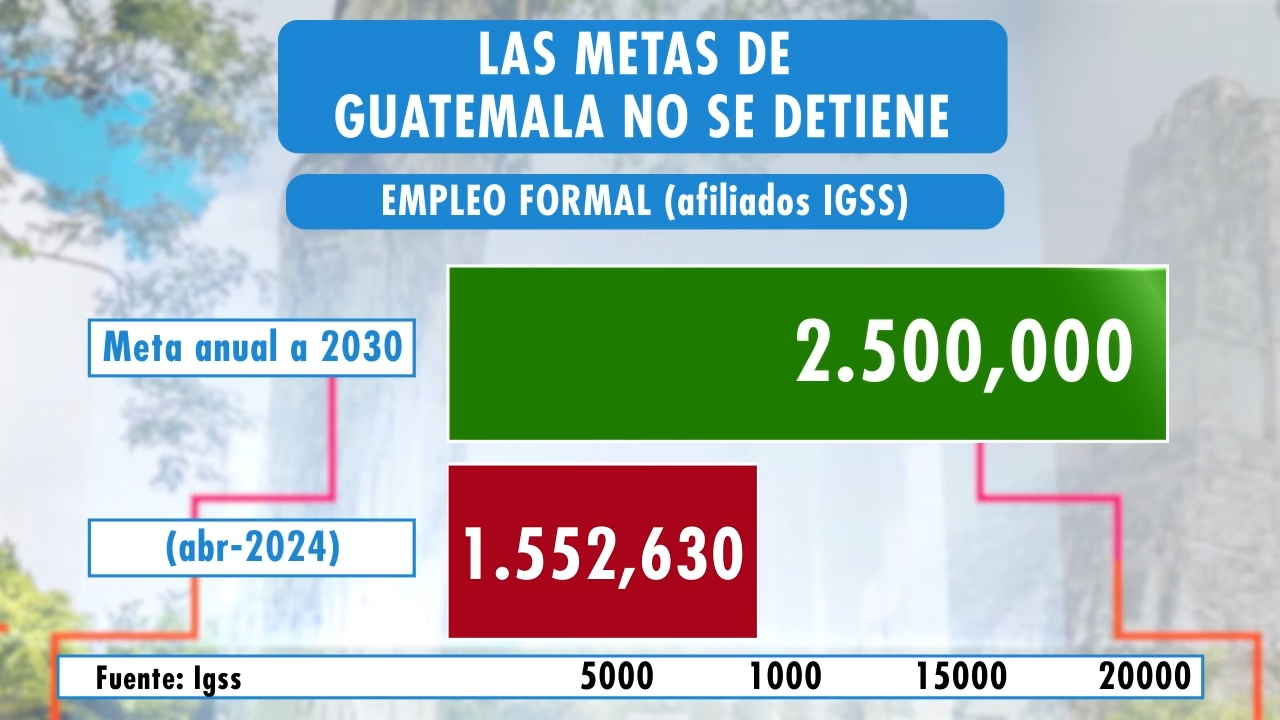 LAS METAS DE
GUATEMALA NO SE DETIENE
EMPLEO FORMAL (afiliados IGSS)
Meta anual a 2030
2.500,000
(abr-2024)
1.552,630
Fuente: Igss 5000 1000 15000 20000